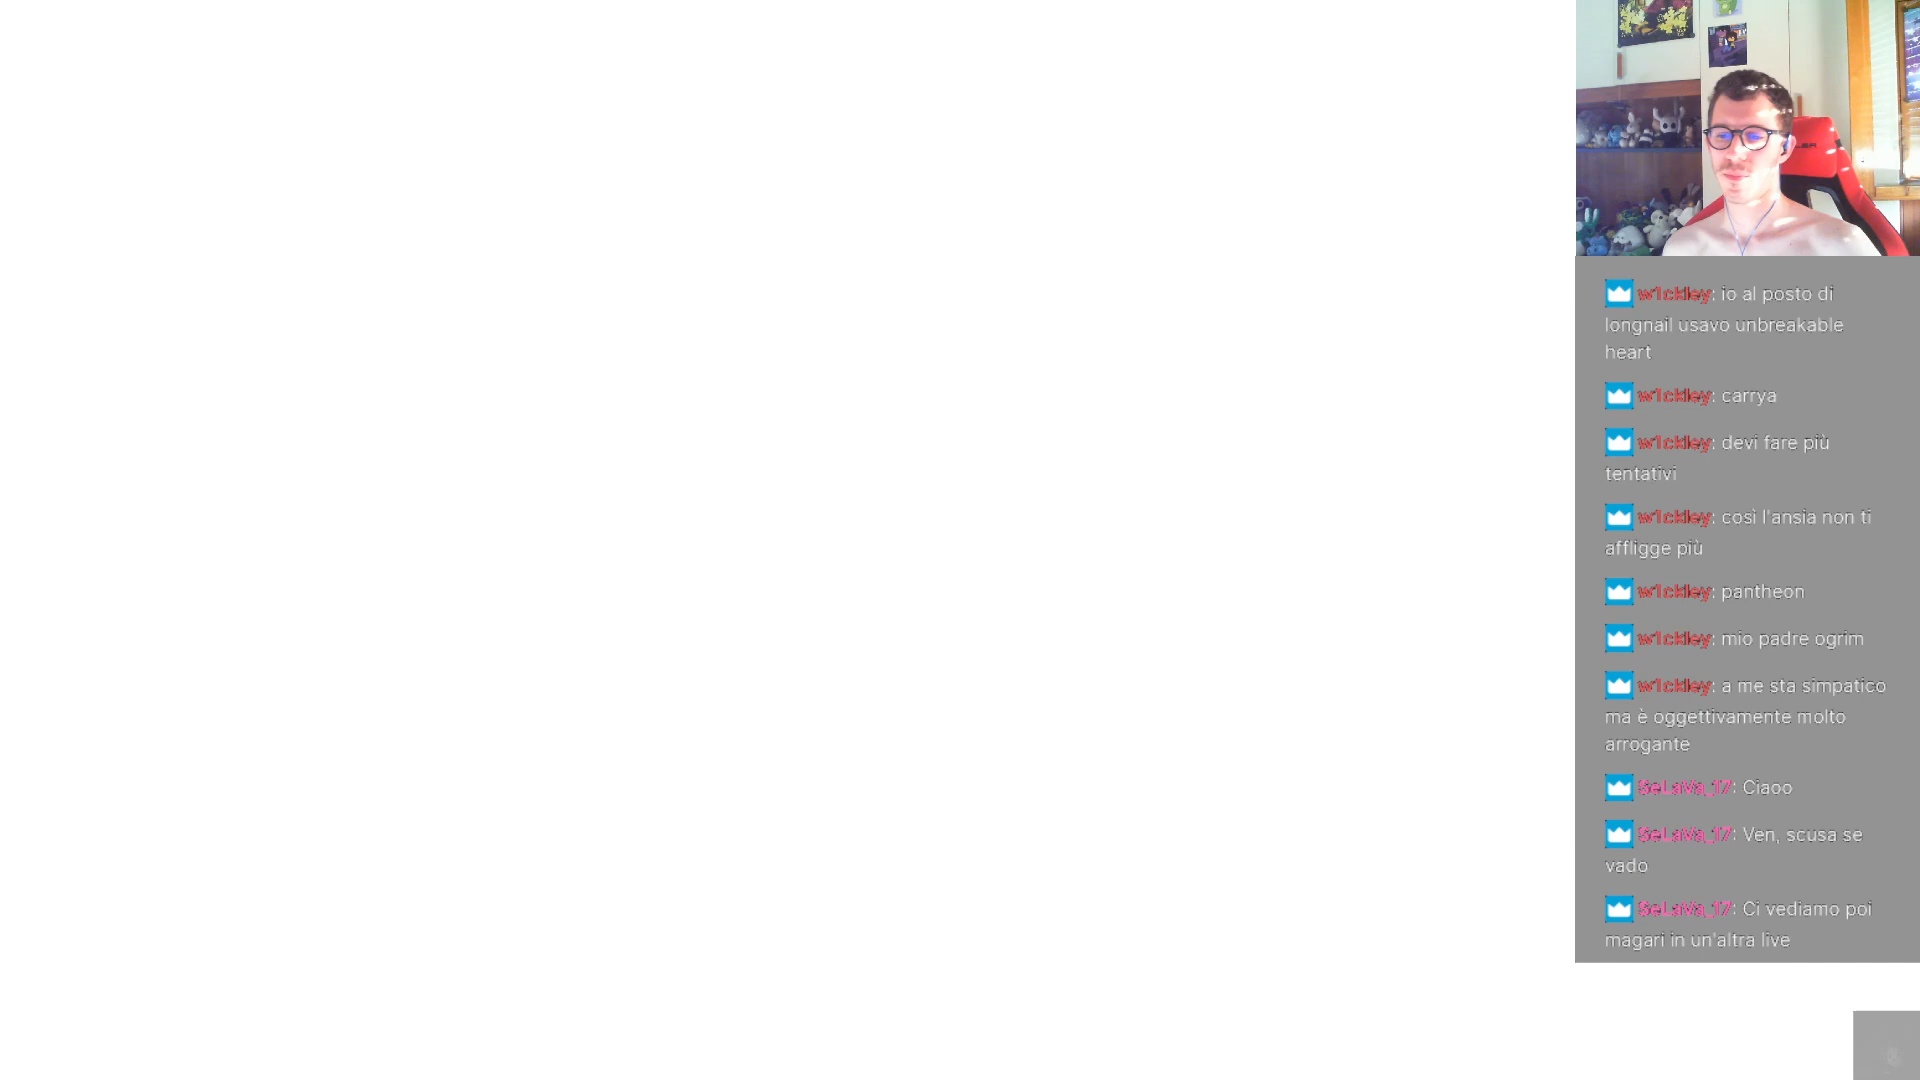 w1ckley: io al posto di
longnail usavo unbreakable
heart
w1ckley: carrya
w1ckley: devi fare più
tentativi
w1ckley: così l'ansia non ti
affligge più
w1ckley: pantheon
w1ckley: mio padre ogrim
w1ckley: a me sta simpatico
ma è oggettivamente molto
arrogante
SeLaVa_17: Ciaoo
SeLaVa_17: Ven, scusa se
vado
SeLaVa_17: Ci vediamo poi
magari in un'altra live